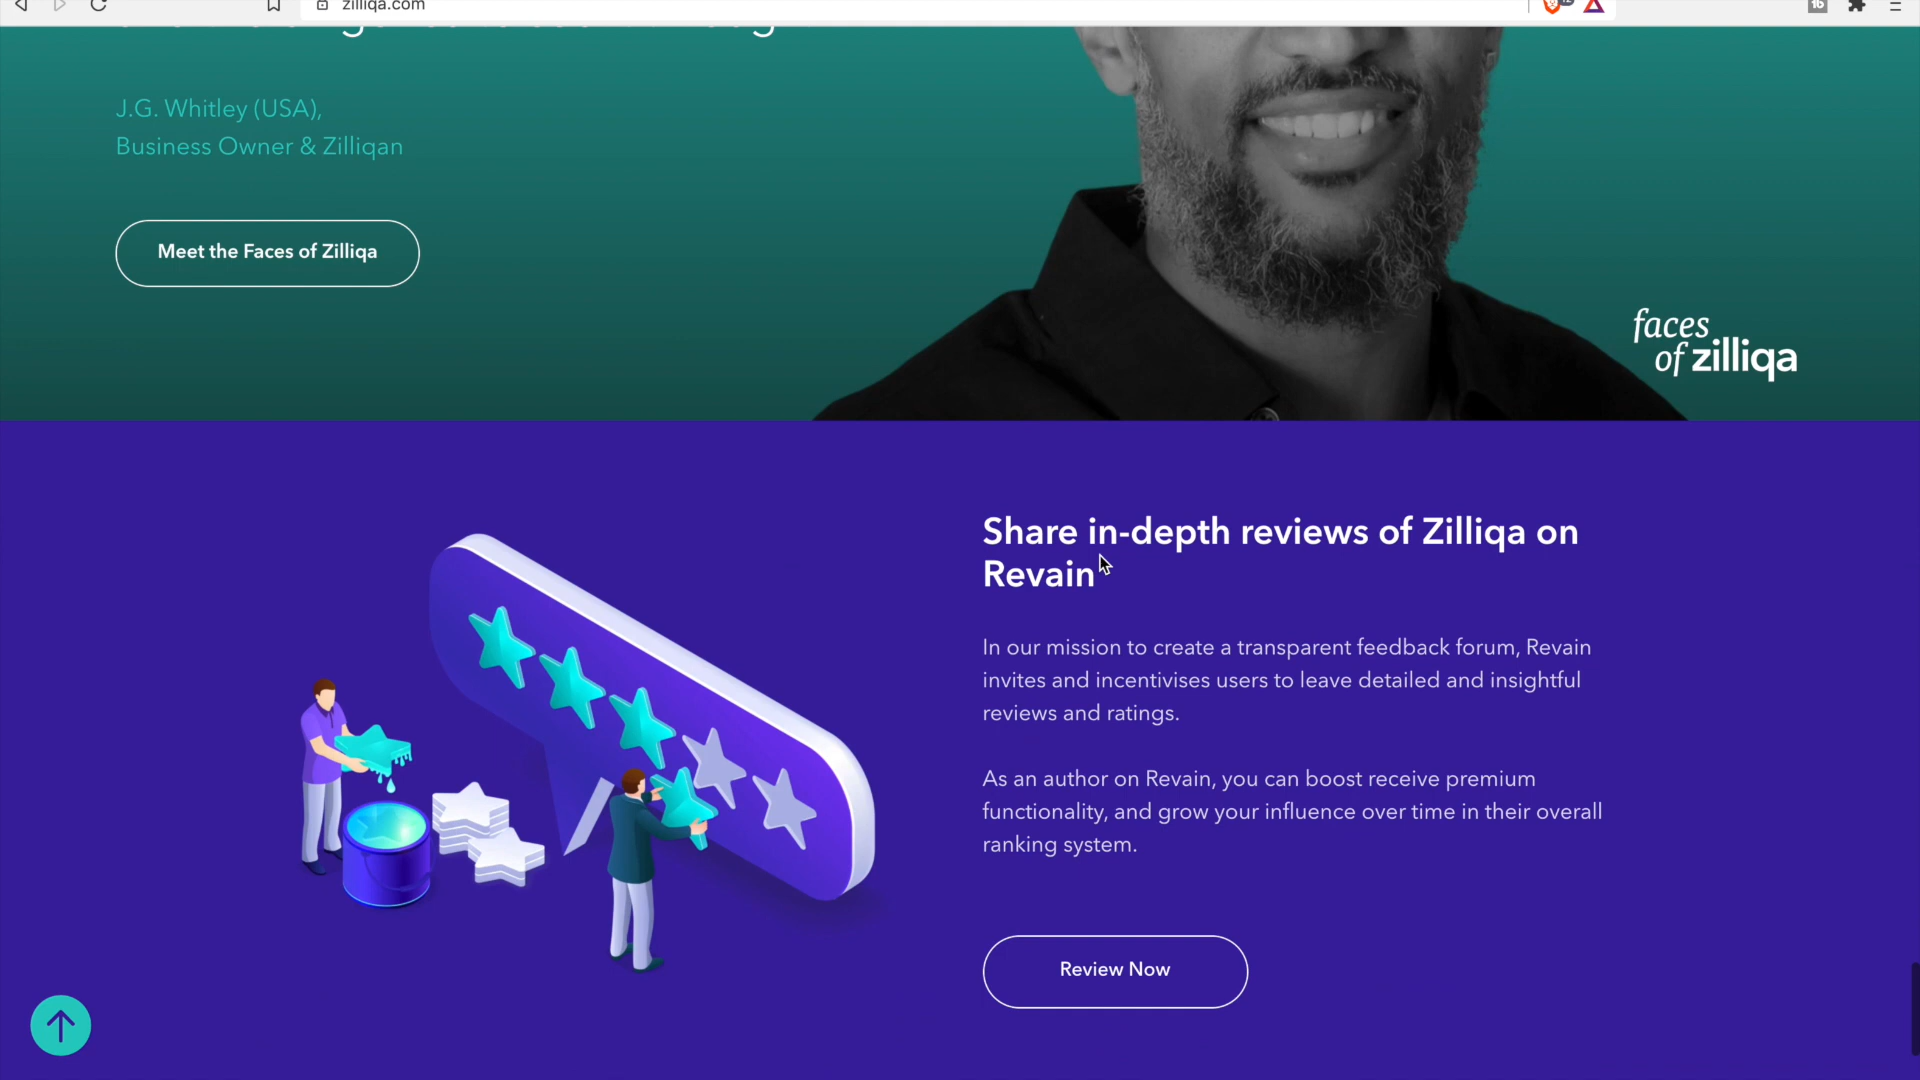 zilliqa.com
J.G. Whitley (USA),
Business Owner & Zilliqan
Meet the Faces of Zilliqa
faces
of zilliqa
Share in-depth reviews of Zilliqa on
Revain
In our mission to create a transparent feedback forum, Revain
invites and incentivises users to leave detailed and insightful
reviews and ratings.
As an author on Revain, you can boost receive premium
functionality, and grow your influence over time in their overall
ranking system.
Review Now